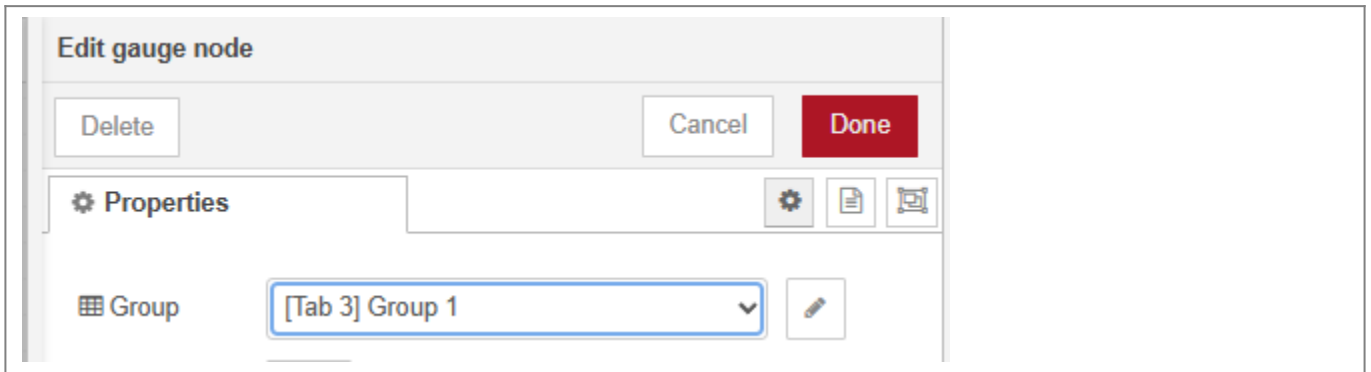 Edit gauge node
Delete Cancel Done
Properties
Group [Tab 3] Group 1